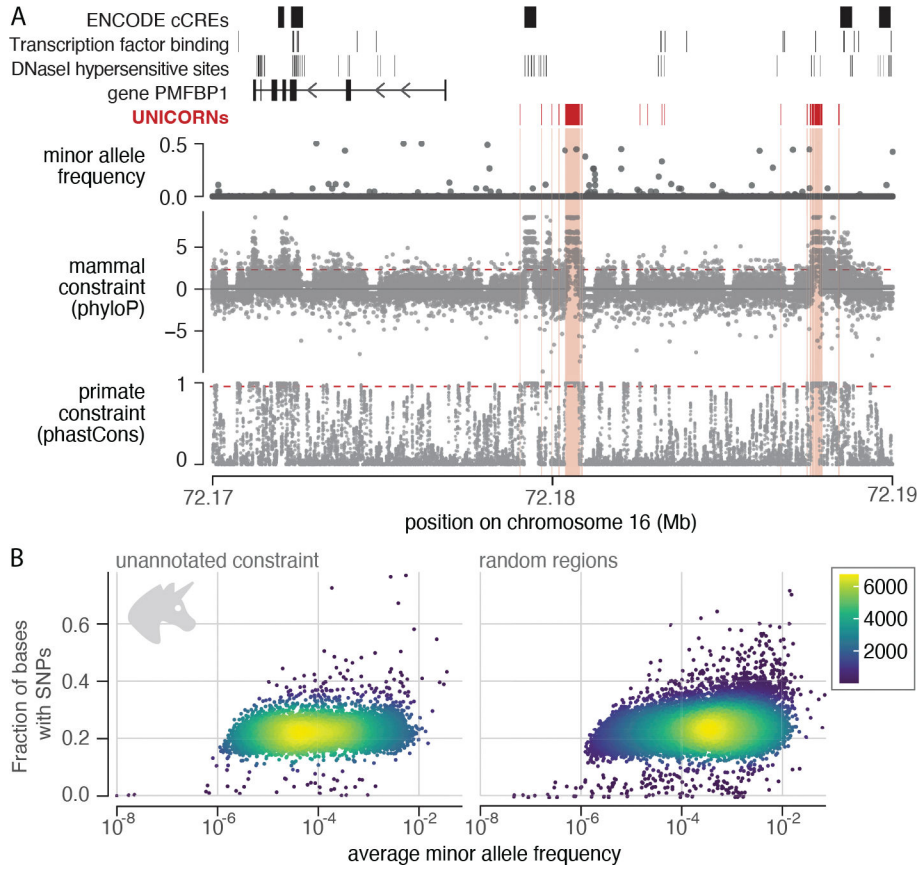 A
ENCODE cCREs
Transcription factor binding
DNaseI hypersensitive sites
gene PMFBP1
UNICORNs
minor allele
frequency
0.5
0.0
mammal
constraint
(phyloP)
5
0
−5
primate
constraint
(phastCons)
1
0
72.17
72.18
72.19
position on chromosome 16 (Mb)
B
unannotated constraint
random regions
Fraction of bases
with SNPs
0.6
0.4
0.2
0.0
6000
4000
2000
10-8
10-6
10-4
10-2
10-8
10-6
10-4
10-2
average minor allele frequency